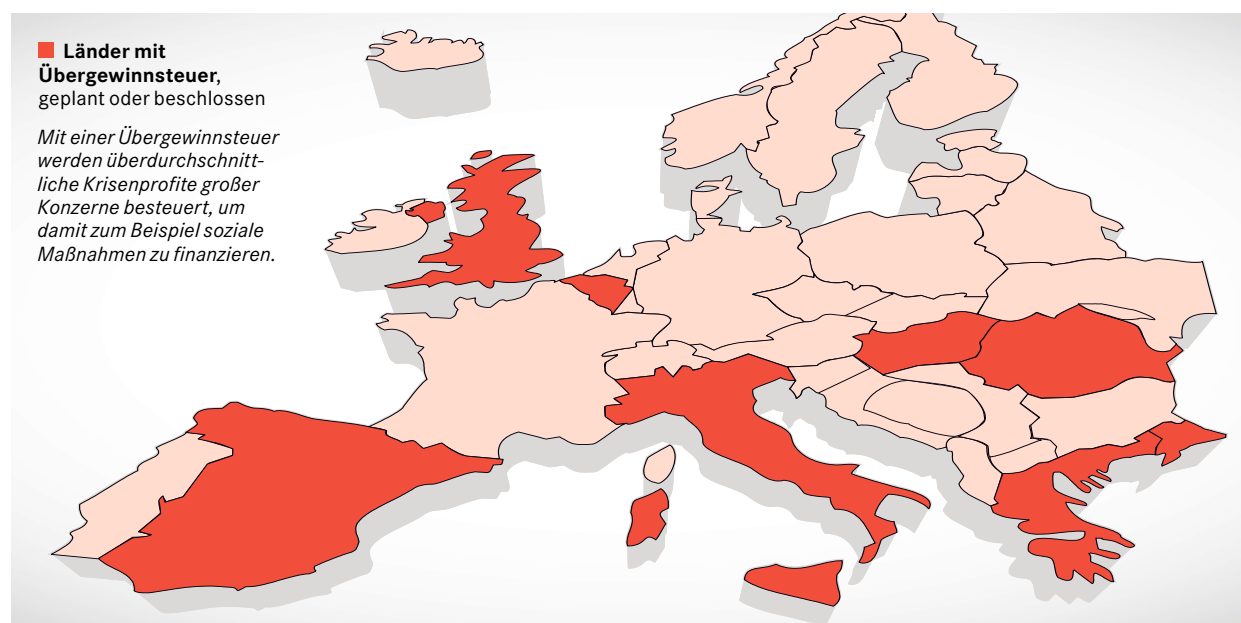 Länder mit
Übergewinnsteuer,
geplant oder beschlossen
Mit einer Übergewinnsteuer
werden überdurchschnitt-
liche Krisenprofite großer
Konzerne besteuert, um
damit zum Beispiel soziale
Maßnahmen zu finanzieren.